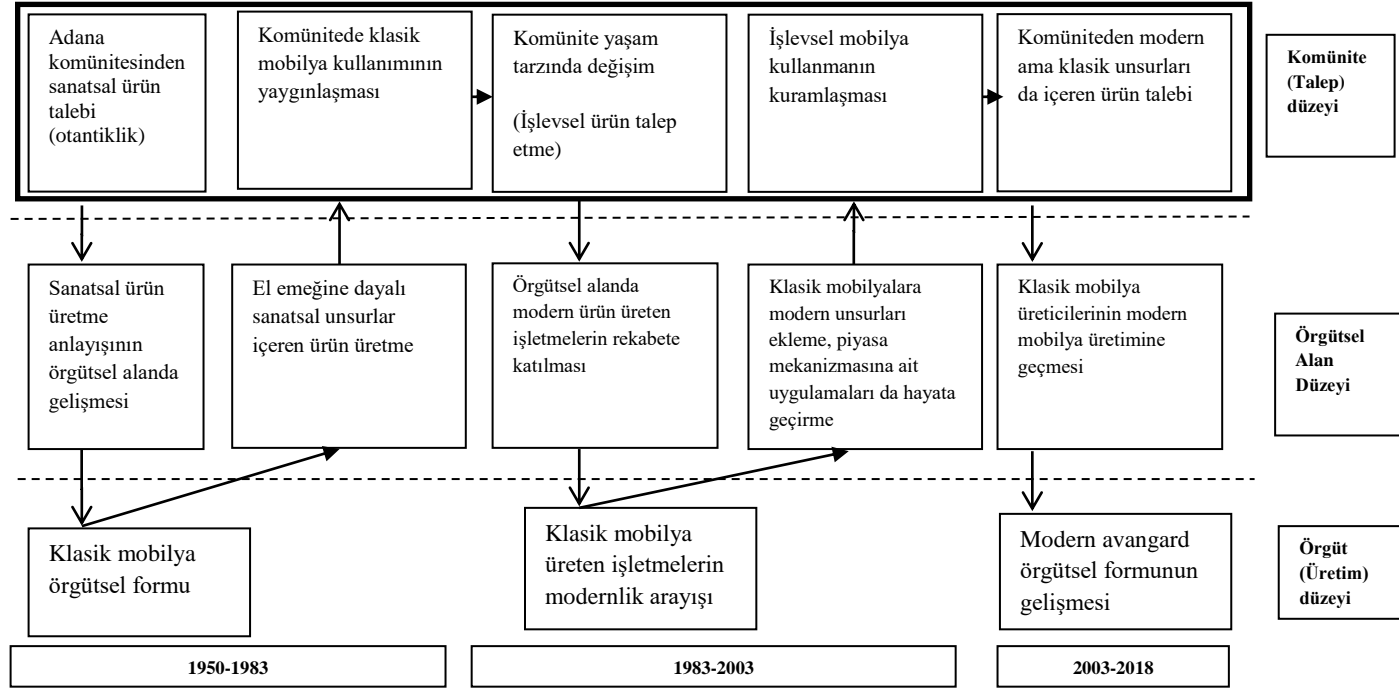 Adana
komünitesinden
sanatsal ürün
talebi
(otantiklik)
Komünitede klasik
mobilya kullanımının
yaygınlaşması
Komünite yaşam
tarzında değişim
(İşlevsel ürün talep
etme)
İşlevsel mobilya
kullanmanın
kuramlaşması
Komüniteden modern
ama klasik unsurları
da içeren ürün talebi
Komünite
(Talep)
düzeyi
Sanatsal ürün
üretme
anlayışının
örgütsel alanda
gelişmesi
El emeğine dayalı
sanatsal unsurlar
içeren ürün üretme
Örgütsel alanda
modern ürün üreten
işletmelerin rekabete
katılması
Klasik mobilyalara
modern unsurları
ekleme, piyasa
mekanizmasına ait
uygulamaları da hayata
geçirme
Klasik mobilya
üreticilerinin modern
mobilya üretimine
geçmesi
Örgütsel
Alan
Düzeyi
Klasik mobilya
örgütsel formu
Klasik mobilya
üreten işletmelerin
modernlik arayışı
Modern avangard
örgütsel formunun
gelişmesi
Örgüt
(Üretim)
düzeyi
1950-1983
1983-2003
2003-2018